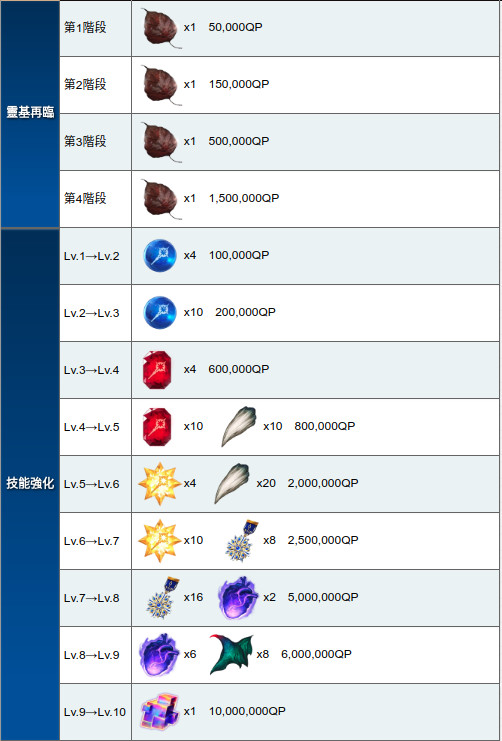 靈基再臨
第1階段 x1 50,000QP
第2階段 x1 150,000QP
第3階段 x1 500,000QP
第4階段 x1 1,500,000QP
技能強化
Lv.1→Lv.2 x4 100,000QP
Lv.2→Lv.3 x10 200,000QP
Lv.3→Lv.4 x4 600,000QP
Lv.4→Lv.5 x10 x10 800,000QP
Lv.5→Lv.6 x4 x20 2,000,000QP
Lv.6→Lv.7 x10 x8 2,500,000QP
Lv.7→Lv.8 x16 x2 5,000,000QP
Lv.8→Lv.9 x6 x8 6,000,000QP
Lv.9→Lv.10 x1 10,000,000QP